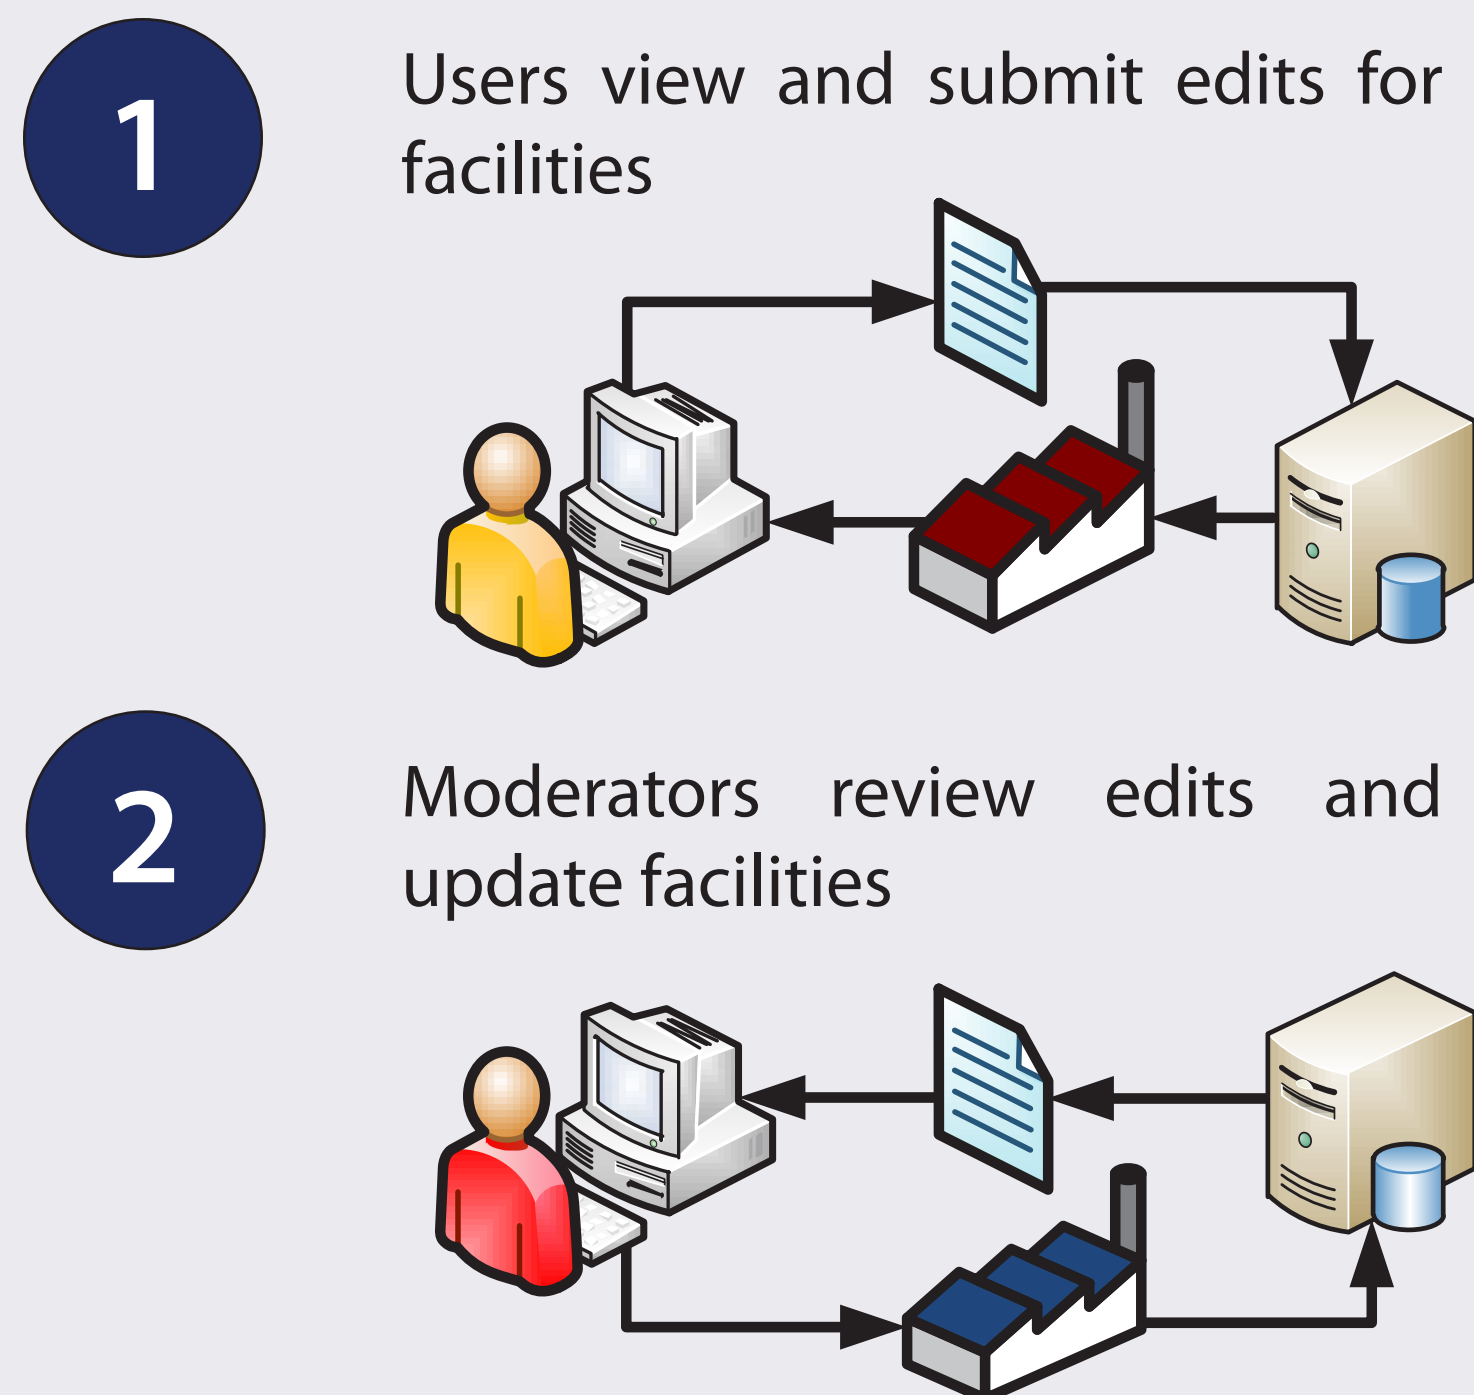 1
Users view and submit edits for
facilities
2
Moderators review edits and
update facilities